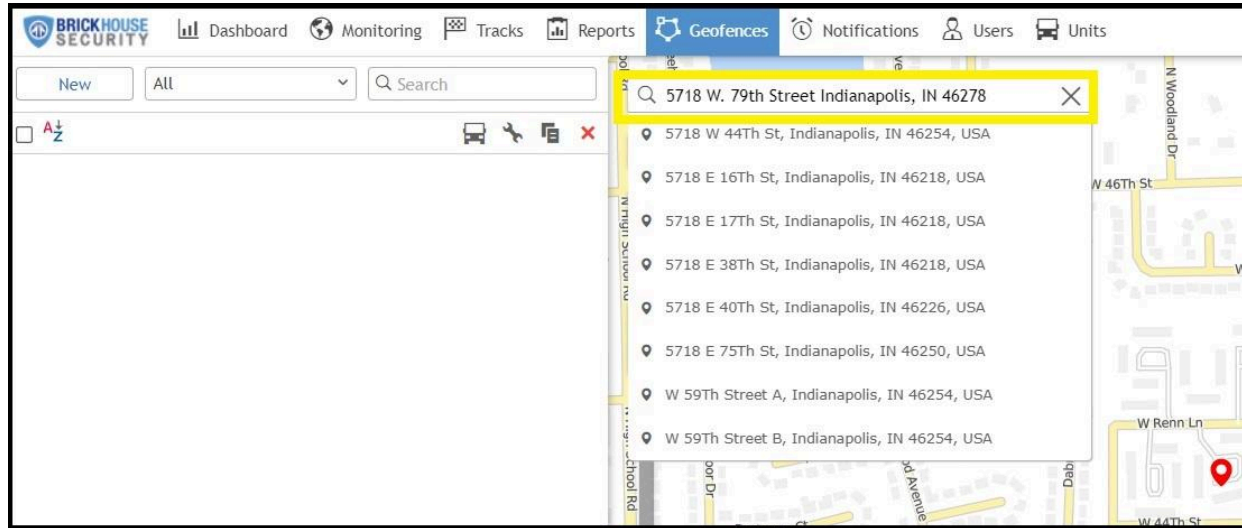 BRICKHOUSE
SECURITY
Dashboard
Monitoring
Tracks
Reports
Geofences
Notifications
Users
Units
New
All
Search
5718 W. 79th Street Indianapolis, IN 46278
5718 W 44Th St, Indianapolis, IN 46254, USA
5718 E 16Th St, Indianapolis, IN 46218, USA
5718 E 17Th St, Indianapolis, IN 46218, USA
5718 E 38Th St, Indianapolis, IN 46218, USA
5718 E 40Th St, Indianapolis, IN 46226, USA
5718 E 75Th St, Indianapolis, IN 46250, USA
W 59Th Street A, Indianapolis, IN 46254, USA
W 59Th Street B, Indianapolis, IN 46254, USA
N Woodland Dr
W 46Th St
N High School Rd
W Renn Ln
W 44Th St